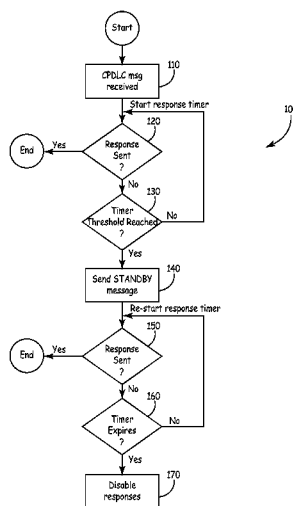 Start
110
CPDLC msg
received
Start response timer
10
120
End
Yes
Response
Sent
?
No
130
Timer
Threshold Reached
?
No
Yes
140
Send STANDBY
message
Re-start response timer
150
End
Yes
Response
Sent
?
No
160
Timer
Expires
?
No
Yes
170
Disable
responses